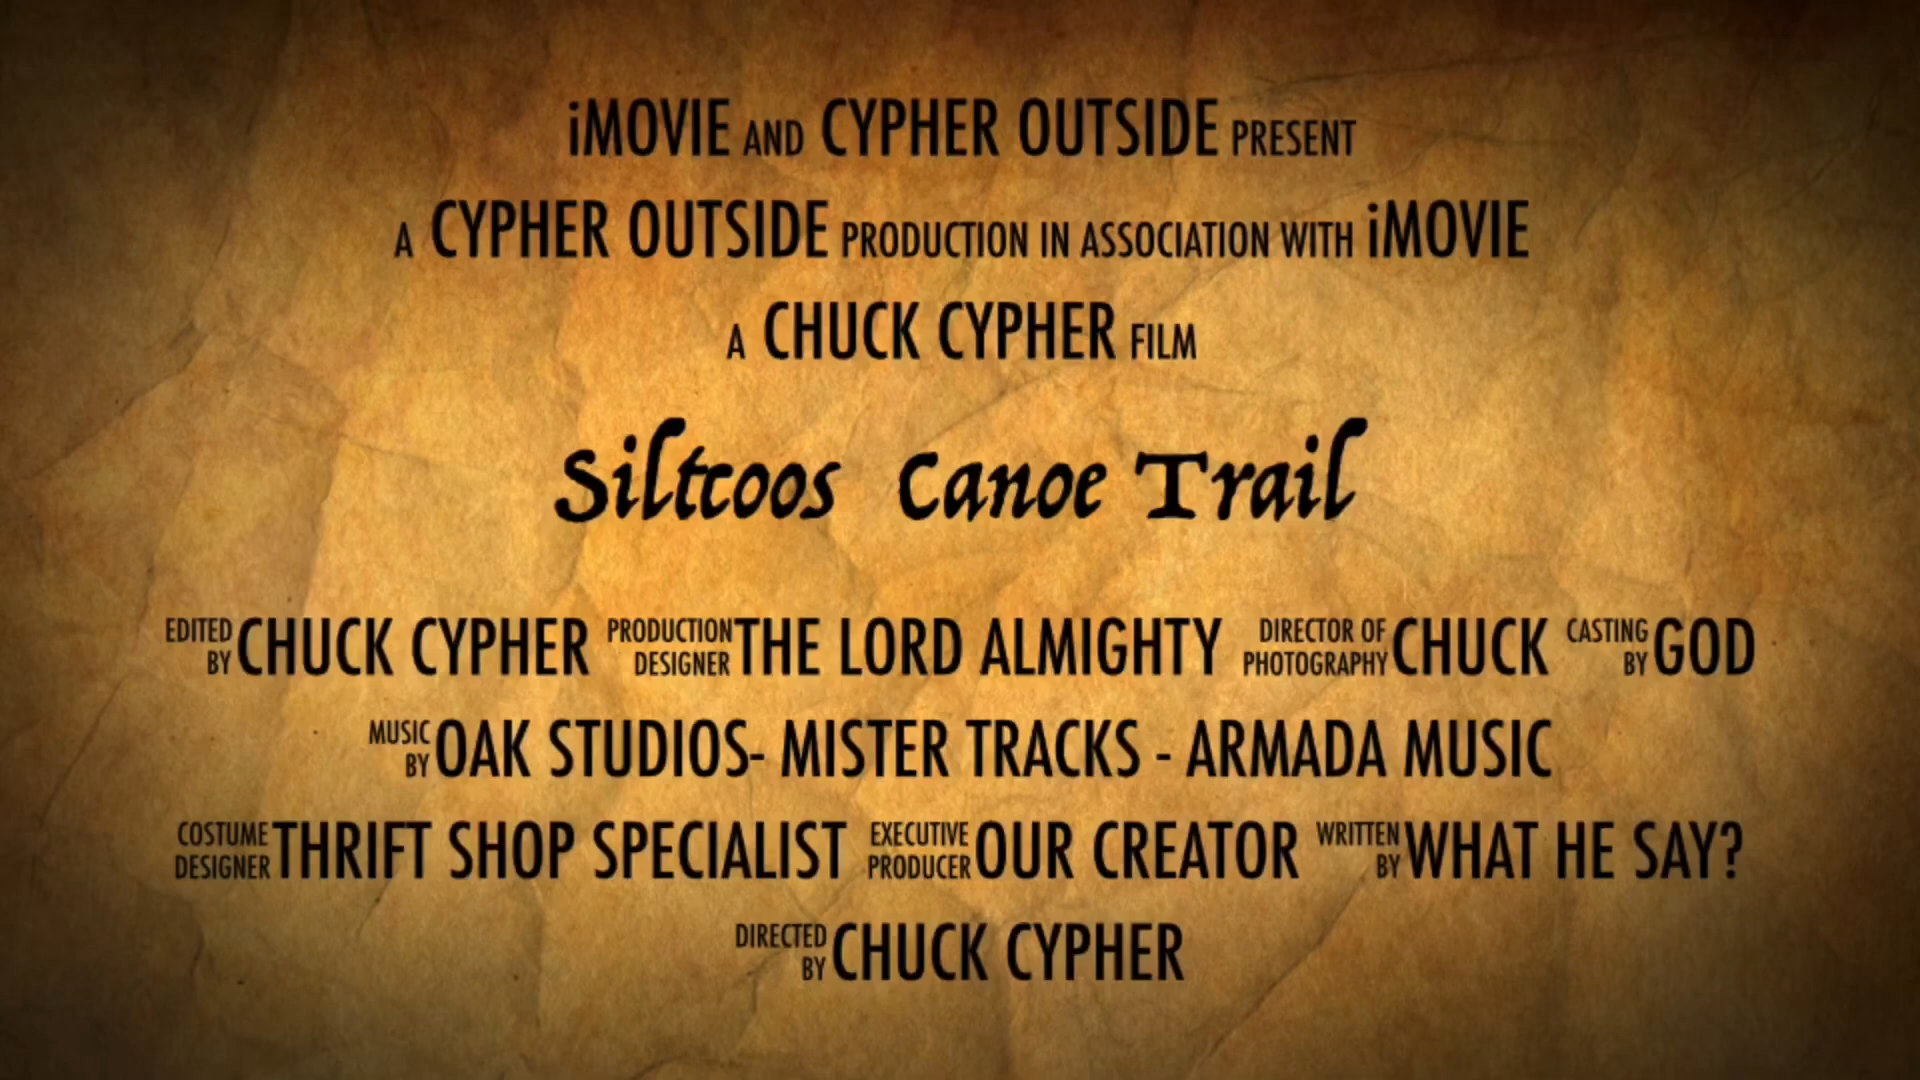 iMOVIE AND CYPHER OUTSIDE PRESENT
A CYPHER OUTSIDE PRODUCTION IN ASSOCIATION WITH iMOVIE
A CHUCK CYPHER FILM
Siltcoos Canoe Trail
EDITED BY CHUCK CYPHER PRODUCTION DESIGNER THE LORD ALMIGHTY DIRECTOR OF PHOTOGRAPHY CHUCK CASTING BY GOD
MUSIC BY OAK STUDIOS- MISTER TRACKS - ARMADA MUSIC
COSTUME DESIGNER THRIFT SHOP SPECIALIST EXECUTIVE PRODUCER OUR CREATOR WRITTEN BY WHAT HE SAY?
DIRECTED BY CHUCK CYPHER